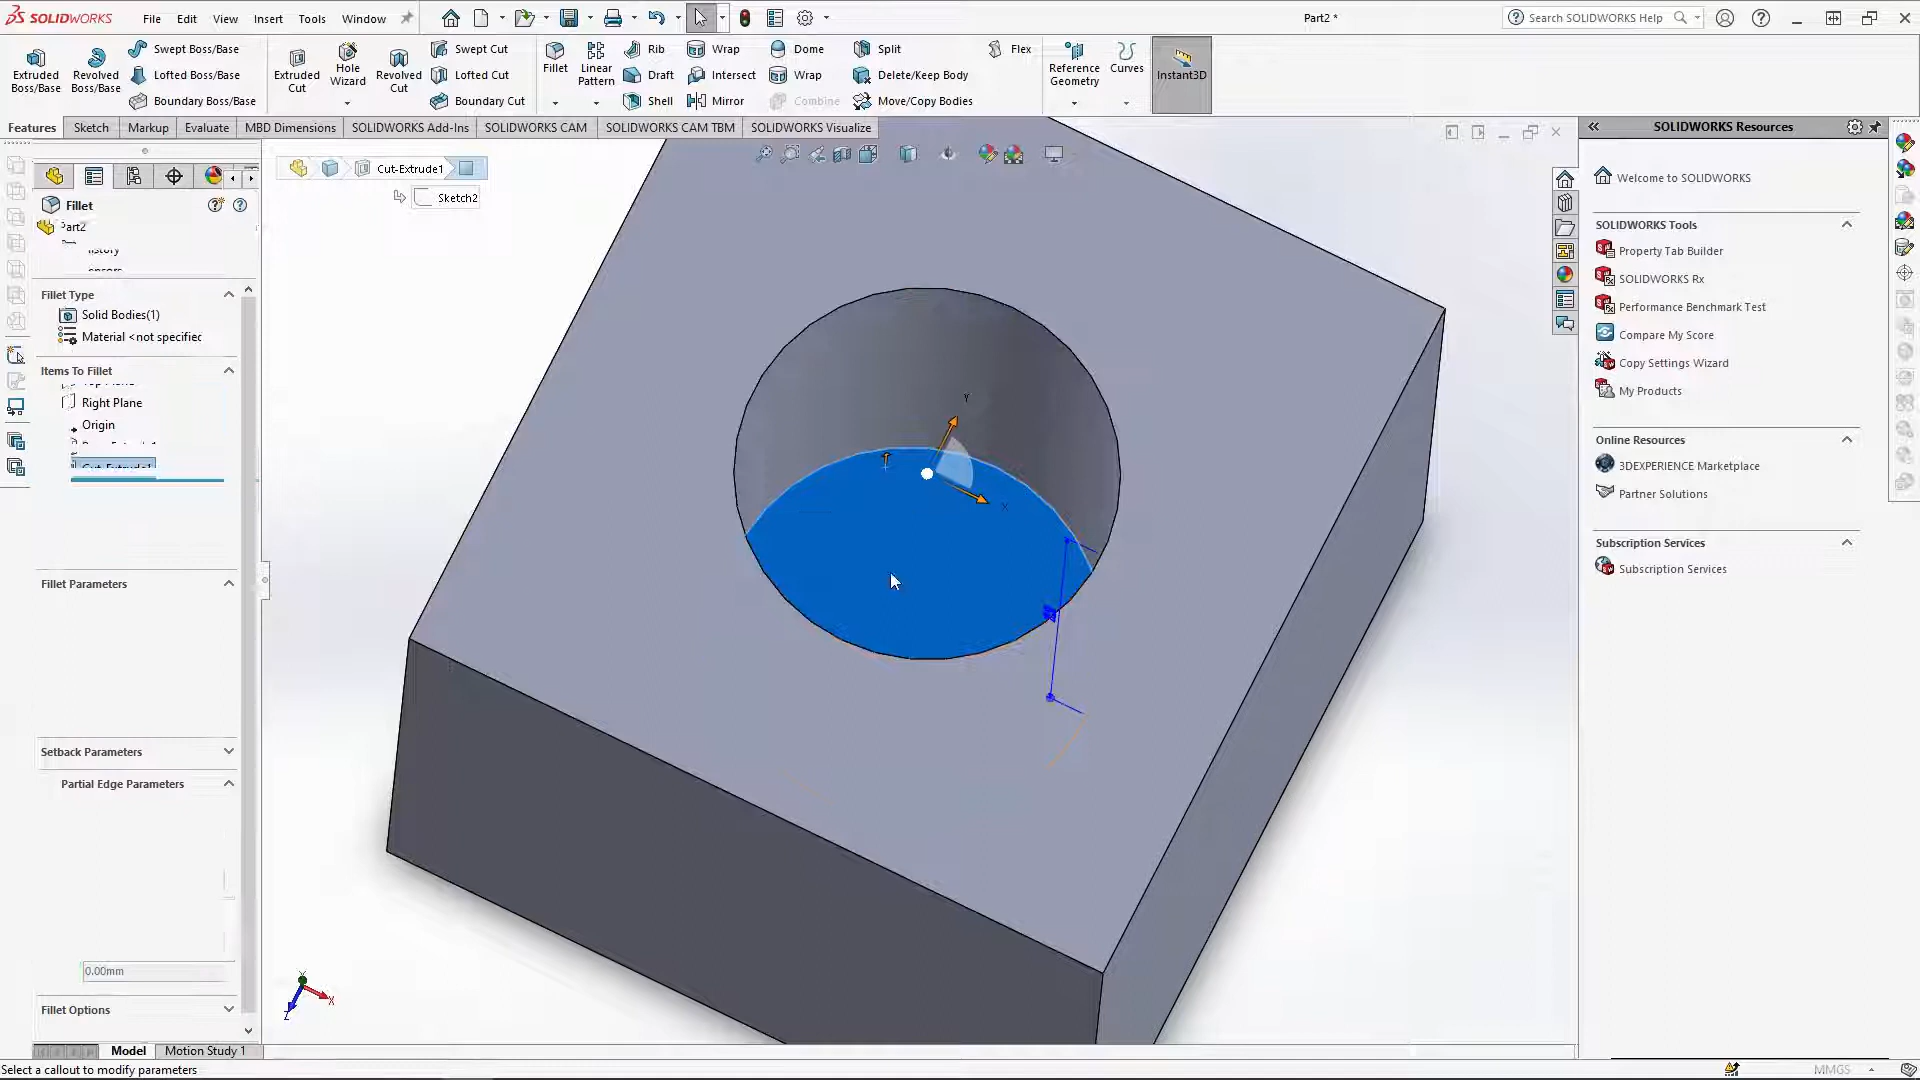 SOLIDWORKS
File Edit View Insert Tools Window
Part2 *
Search SOLIDWORKS Help
Extruded Boss/Base
Revolved Boss/Base
Swept Boss/Base
Lofted Boss/Base
Boundary Boss/Base
Extruded Cut
Hole Wizard
Revolved Cut
Swept Cut
Lofted Cut
Boundary Cut
Fillet
Linear Pattern
Rib
Draft
Shell
Wrap
Intersect
Mirror
Dome
Wrap
Combine
Split
Delete/Keep Body
Move/Copy Bodies
Flex
Reference Geometry
Curves
Instant3D
Features Sketch Markup Evaluate MBD Dimensions SOLIDWORKS Add-Ins SOLIDWORKS CAM SOLIDWORKS CAM TBM SOLIDWORKS Visualize
Cut-Extrude1
Sketch2
Fillet
Part2
Fillet Type
Solid Bodies(1)
Material <not specified
Items To Fillet
Right Plane
Origin
Cut-Extrude1
Fillet Parameters
Setback Parameters
Partial Edge Parameters
0.00mm
Fillet Options
Y
X
Y
X
Z
SOLIDWORKS Resources
Welcome to SOLIDWORKS
SOLIDWORKS Tools
Property Tab Builder
SOLIDWORKS Rx
Performance Benchmark Test
Compare My Score
Copy Settings Wizard
My Products
Online Resources
3DEXPERIENCE Marketplace
Partner Solutions
Subscription Services
Subscription Services
Model Motion Study 1
Select a callout to modify parameters
MMGS